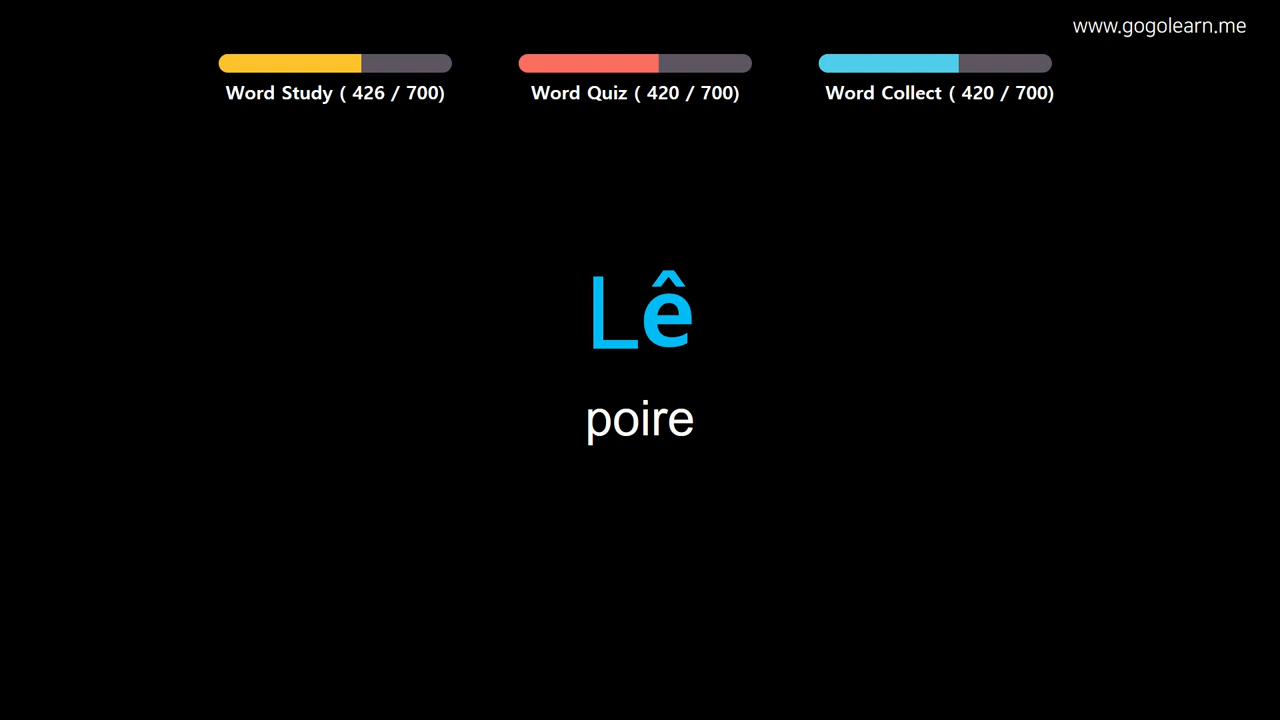 www.gogolearn.me
Word Study ( 426 / 700)
Word Quiz ( 420 / 700)
Word Collect ( 420 / 700)
Lê
poire